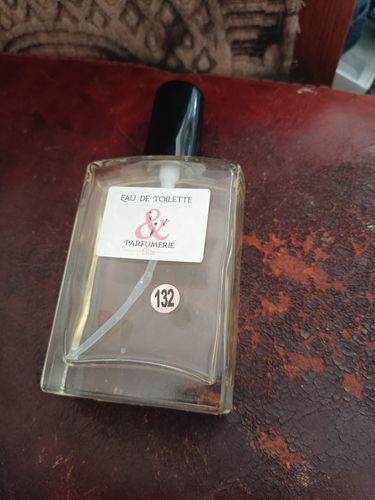 EAU DE TOILETTE
&
PARFUMERIE
132